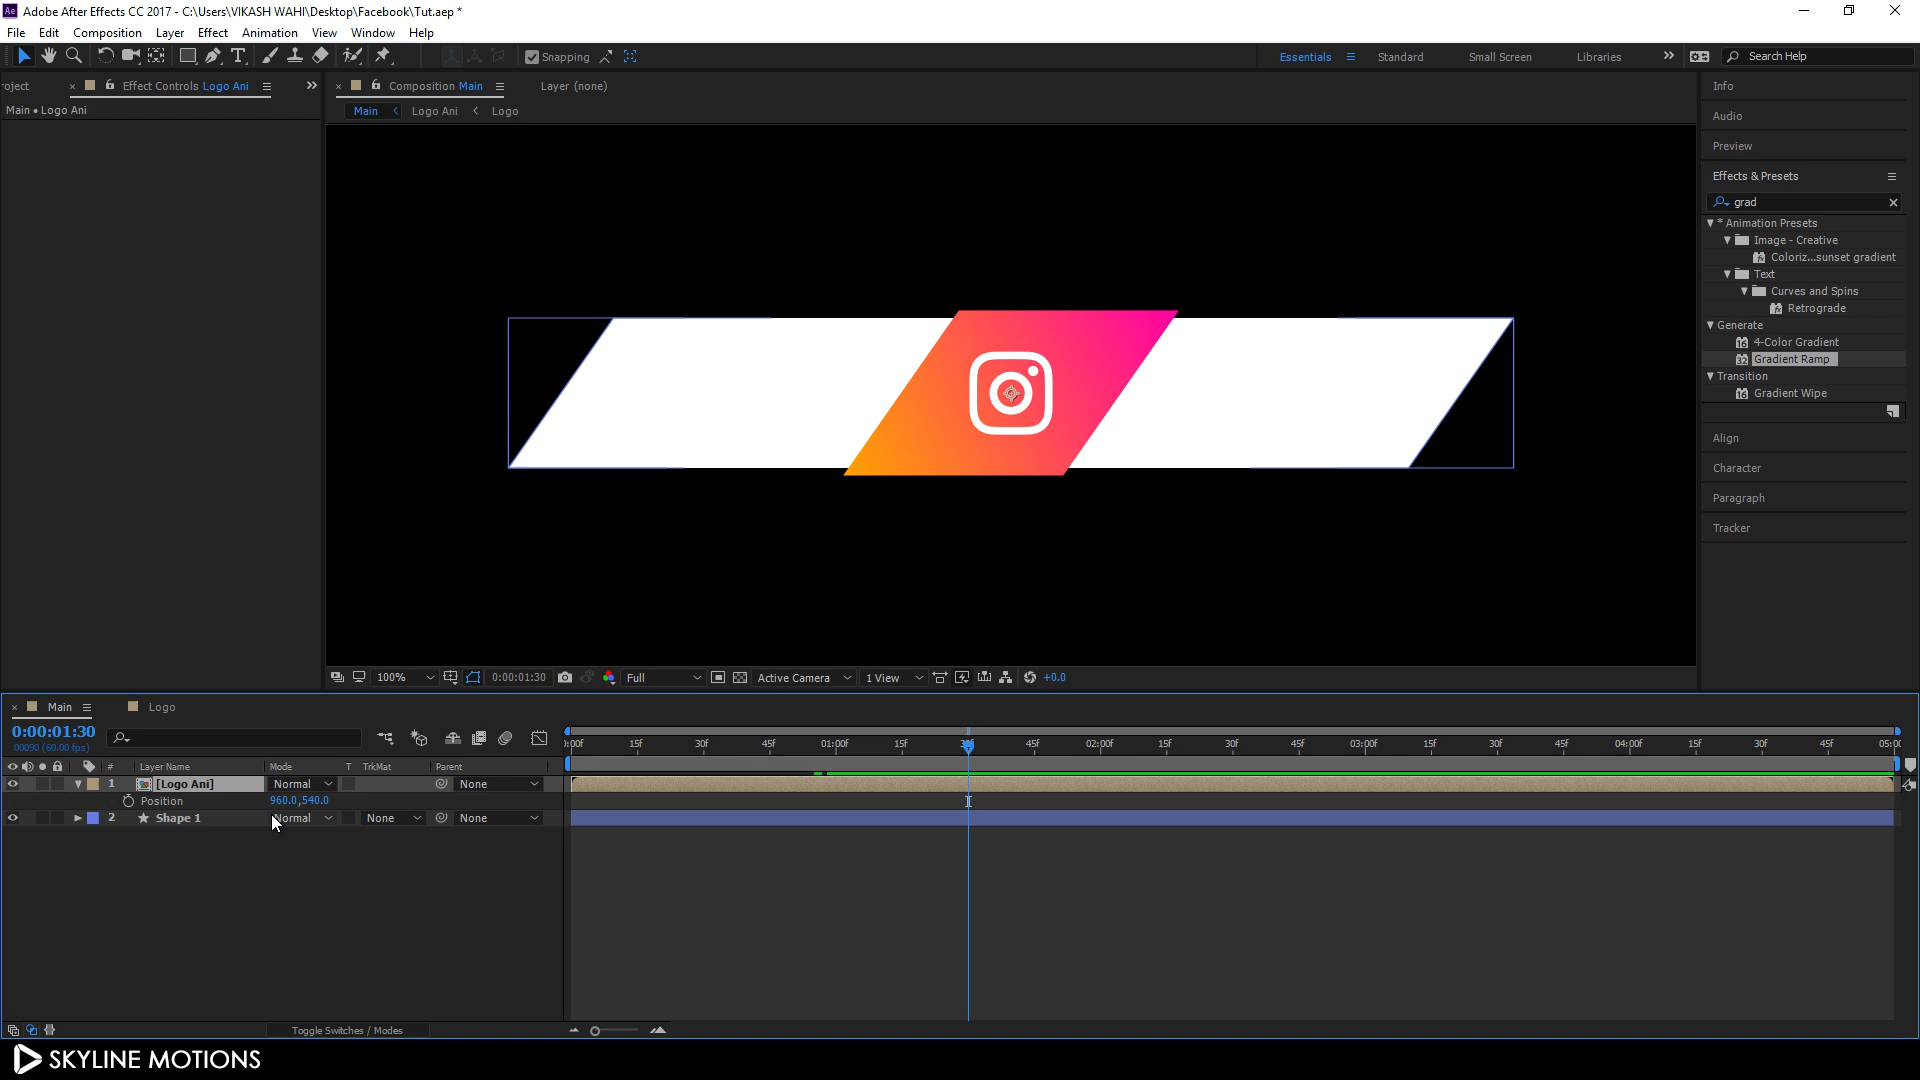 Adobe After Effects CC 2017 - C:\Users\VIKASH WAHI\Desktop\Facebook\Tut.aep *
File Edit Composition Layer Effect Animation View Window Help
Snapping
Essentials Standard Small Screen Libraries Search Help
roject Effect Controls Logo Ani
Main • Logo Ani
Composition Main Layer (none)
Main Logo Ani Logo
Info
Audio
Preview
Effects & Presets
grad
* Animation Presets
Image - Creative
Coloriz...sunset gradient
Text
Curves and Spins
Retrograde
Generate
4-Color Gradient
Gradient Ramp
Transition
Gradient Wipe
Align
Character
Paragraph
Tracker
100% 0:00:01:30 Full Active Camera 1 View +0.0
Main Logo
0:00:01:30
00090 (60.00 fps)
):00f 15f 30f 45f 01:00f 15f 30f 45f 02:00f 15f 30f 45f 03:00f 15f 30f 45f 04:00f 15f 30f 45f 05:00
# Layer Name Mode T TrkMat Parent
1 [Logo Ani] Normal None
Position 960.0,540.0
2 Shape 1 Normal None None
Toggle Switches / Modes
SKYLINE MOTIONS